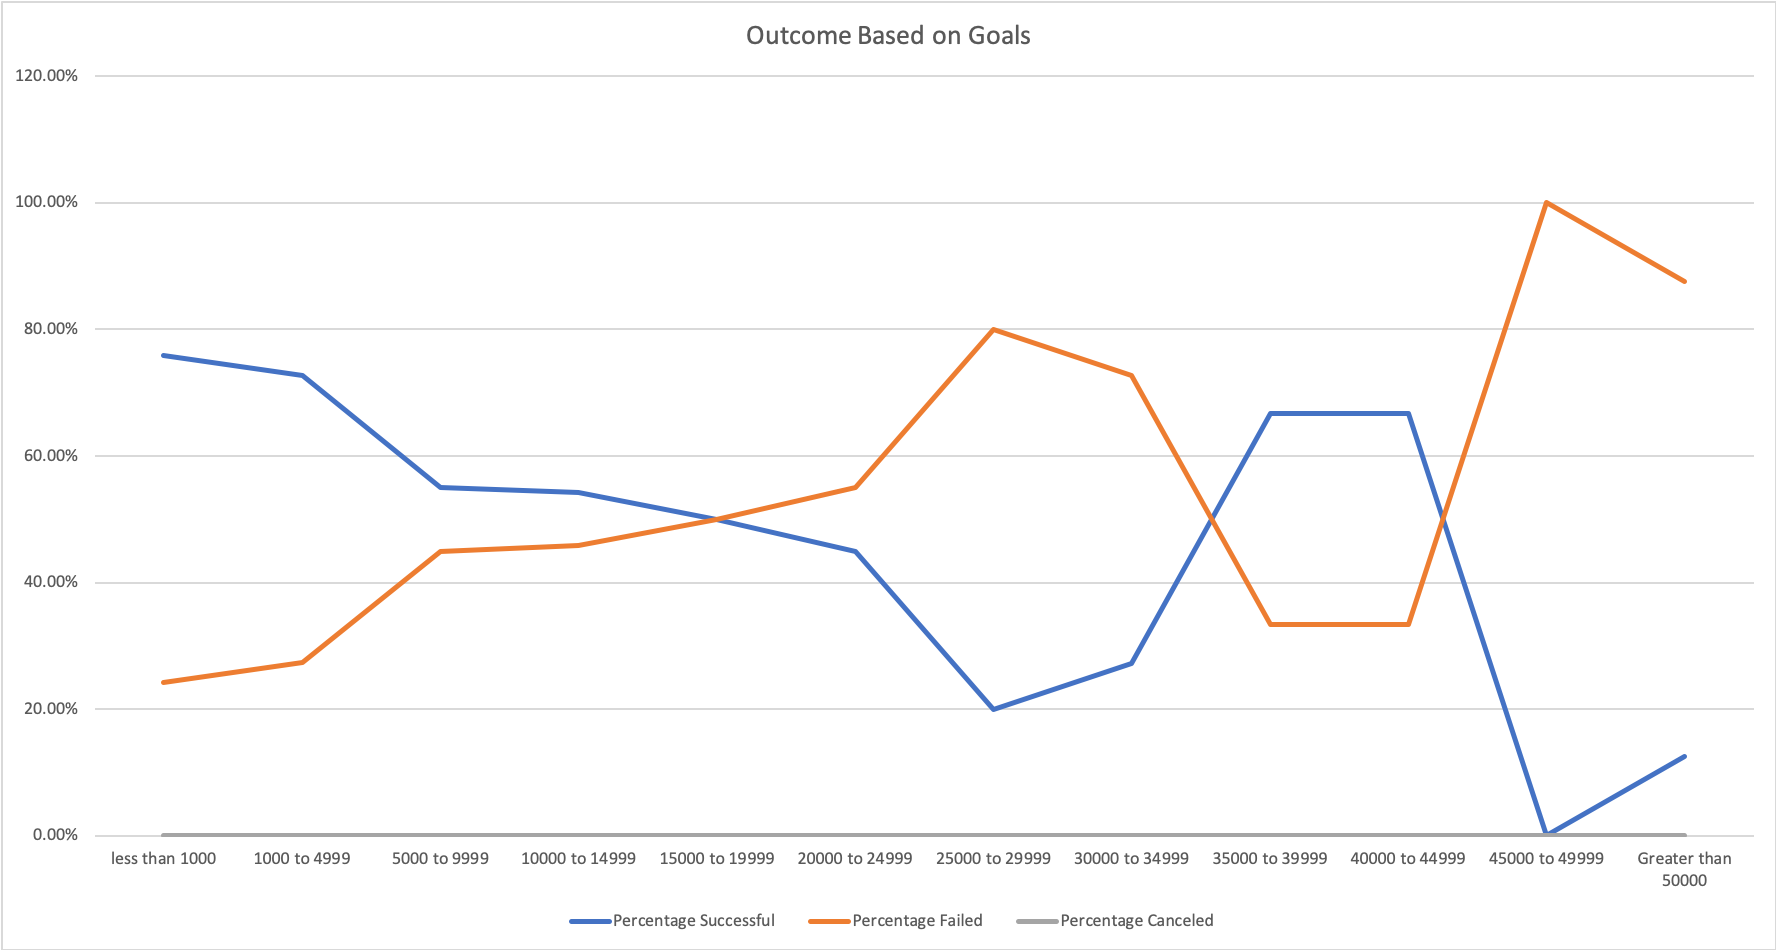 Outcome Based on Goals
120.00%
100.00%
80.00%
60.00%
40.00%
20.00%
0.00%
less than 1000
1000 to 4999
5000 to 9999
10000 to 14999
15000 to 19999
20000 to 24999
25000 to 29999
30000 to 34999
35000 to 39999
40000 to 44999
45000 to 49999
Greater than
50000
Percentage Successful
Percentage Failed
Percentage Canceled